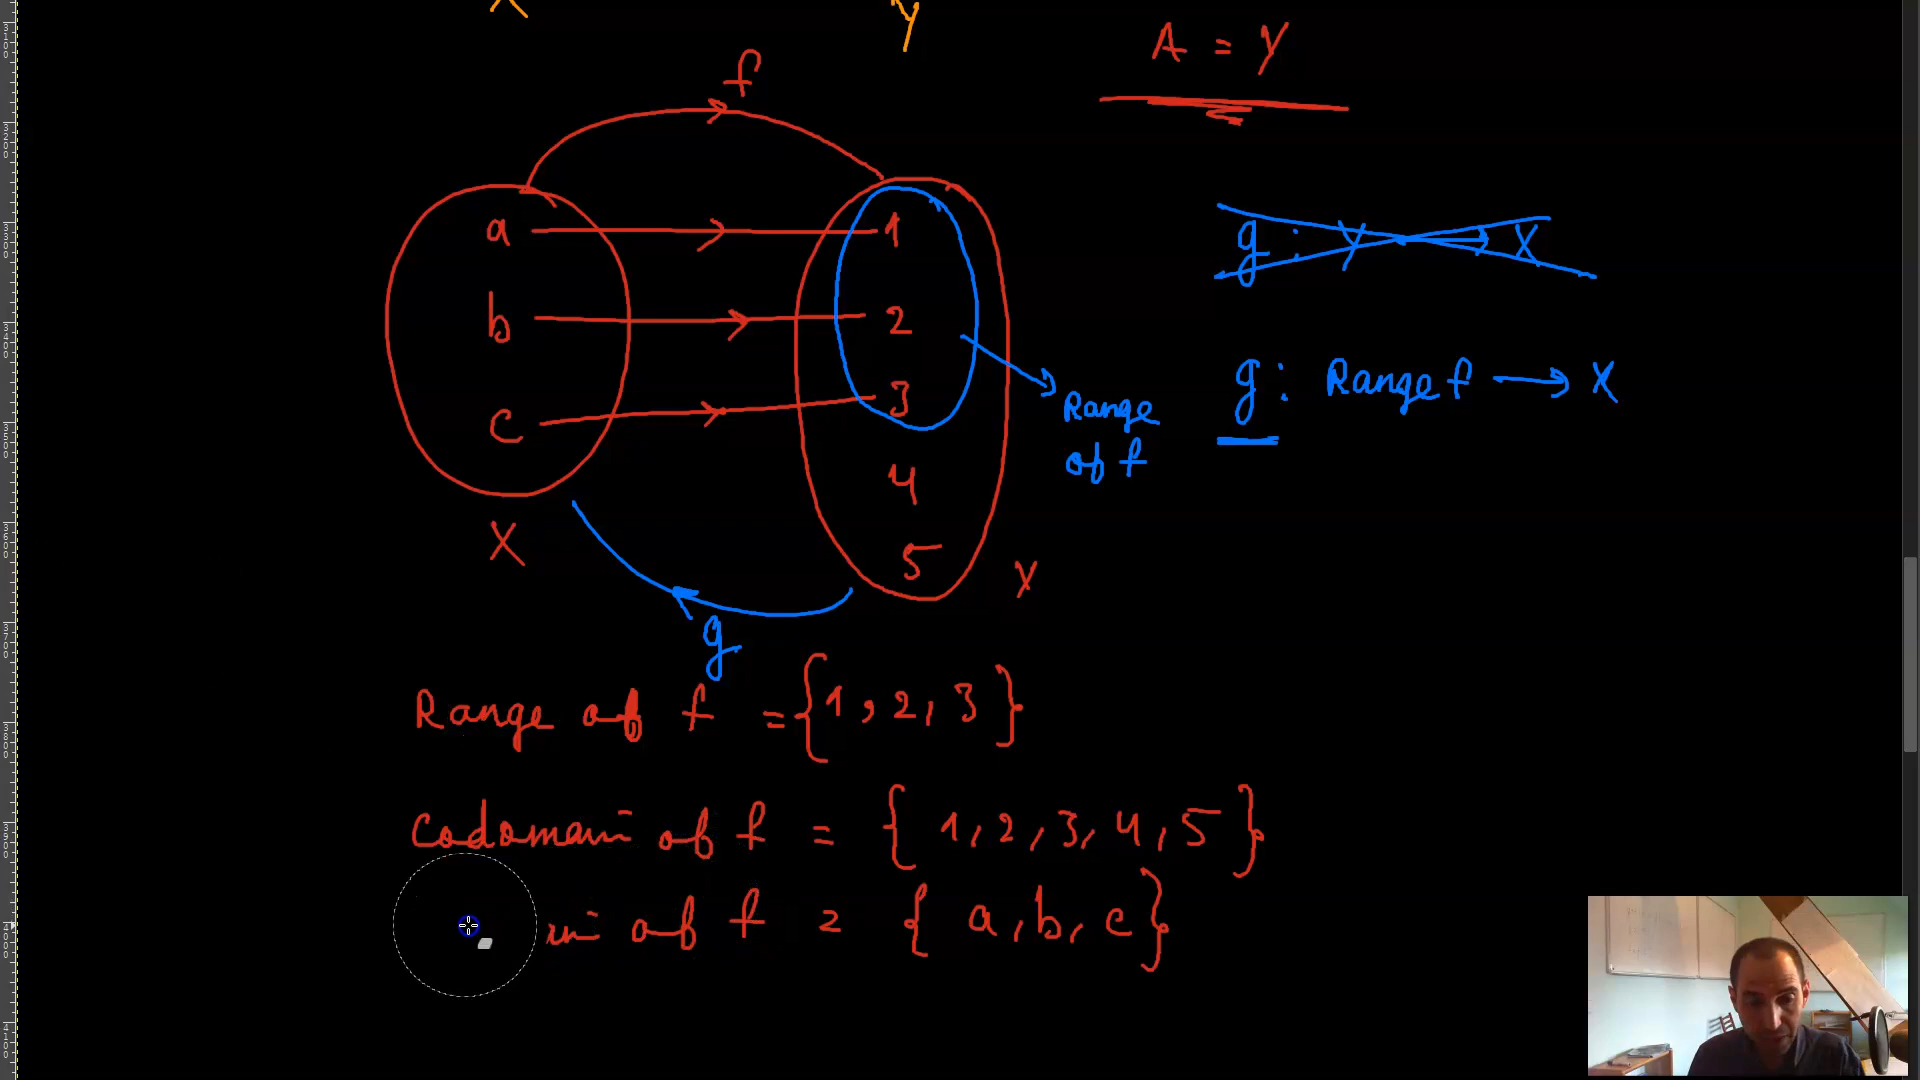 X Y
A = Y
f
a 1
b 2
c 3
4
5
X Y
g
Range of f
g : Y → X
g : Range f → X
Range of f = {1, 2, 3}
Codomain of f = { 1, 2, 3, 4, 5 }
in of f = { a, b, c }